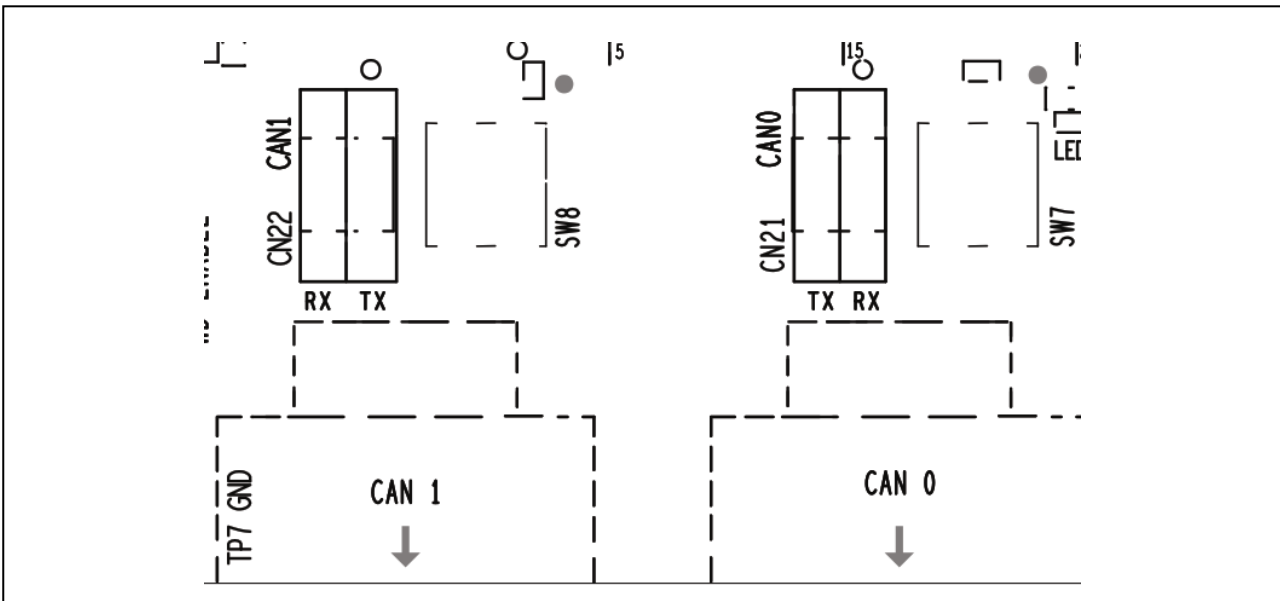 5
15
CAN1
CN22
SW8
RX TX
CAN0
CN21
SW7
LED
TX RX
TP7 GND
CAN 1
CAN 0